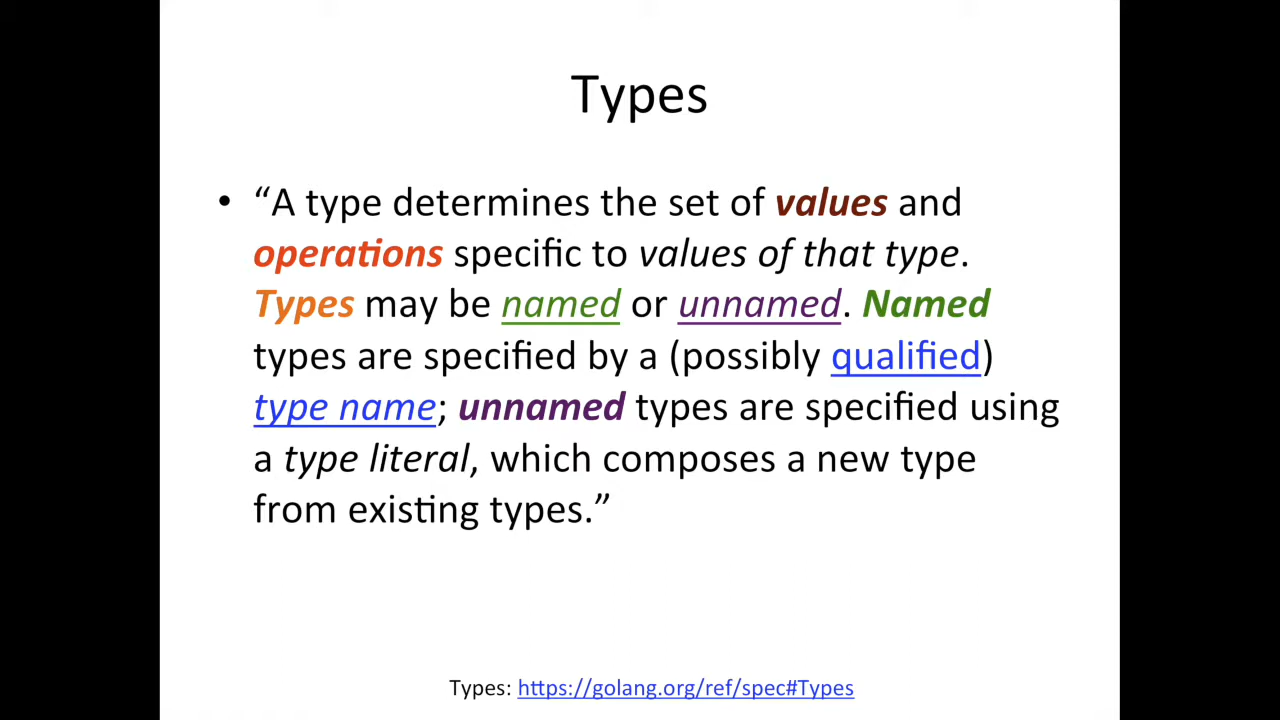 Types
• “A type determines the set of values and
operations specific to values of that type.
Types may be named or unnamed. Named
types are specified by a (possibly qualified)
type name; unnamed types are specified using
a type literal, which composes a new type
from existing types.”
Types: https://golang.org/ref/spec#Types